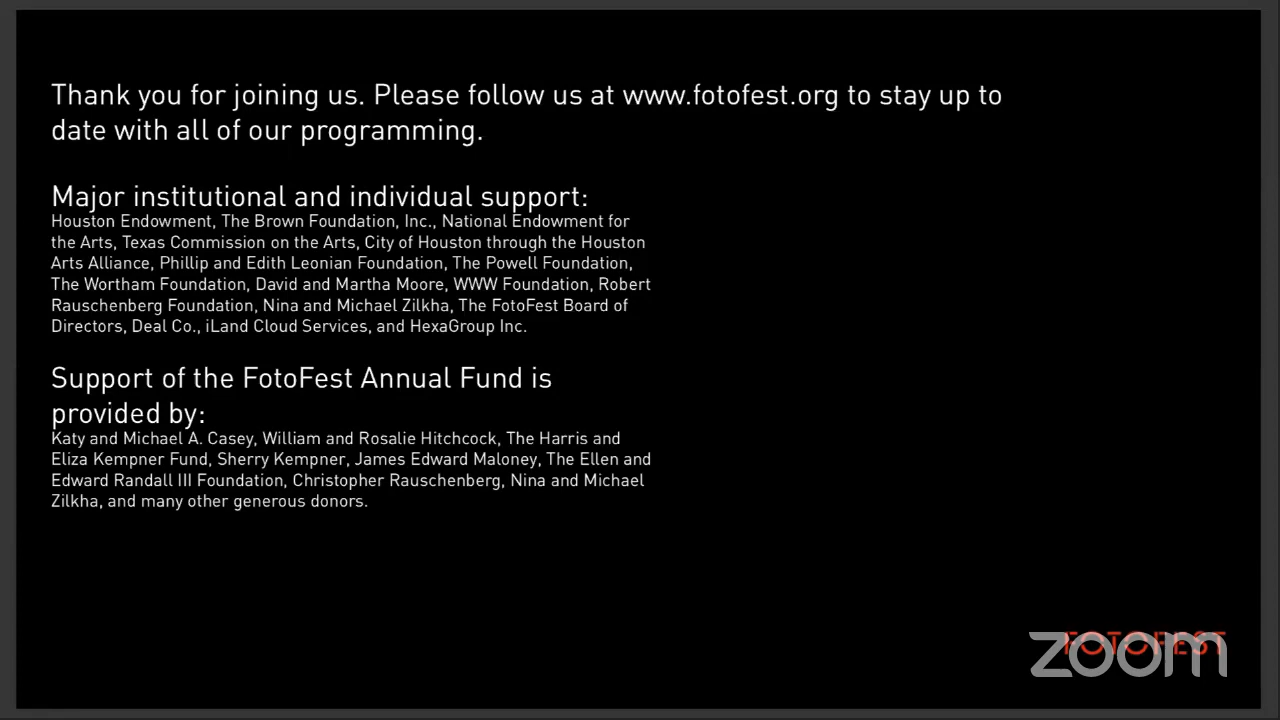 Thank you for joining us. Please follow us at www.fotofest.org to stay up to
date with all of our programming.
Major institutional and individual support:
Houston Endowment, The Brown Foundation, Inc., National Endowment for
the Arts, Texas Commission on the Arts, City of Houston through the Houston
Arts Alliance, Phillip and Edith Leonian Foundation, The Powell Foundation,
The Wortham Foundation, David and Martha Moore, WWW Foundation, Robert
Rauschenberg Foundation, Nina and Michael Zilkha, The FotoFest Board of
Directors, Deal Co., iLand Cloud Services, and HexaGroup Inc.
Support of the FotoFest Annual Fund is
provided by:
Katy and Michael A. Casey, William and Rosalie Hitchcock, The Harris and
Eliza Kempner Fund, Sherry Kempner, James Edward Maloney, The Ellen and
Edward Randall III Foundation, Christopher Rauschenberg, Nina and Michael
Zilkha, and many other generous donors.
FOTOFEST
zoom